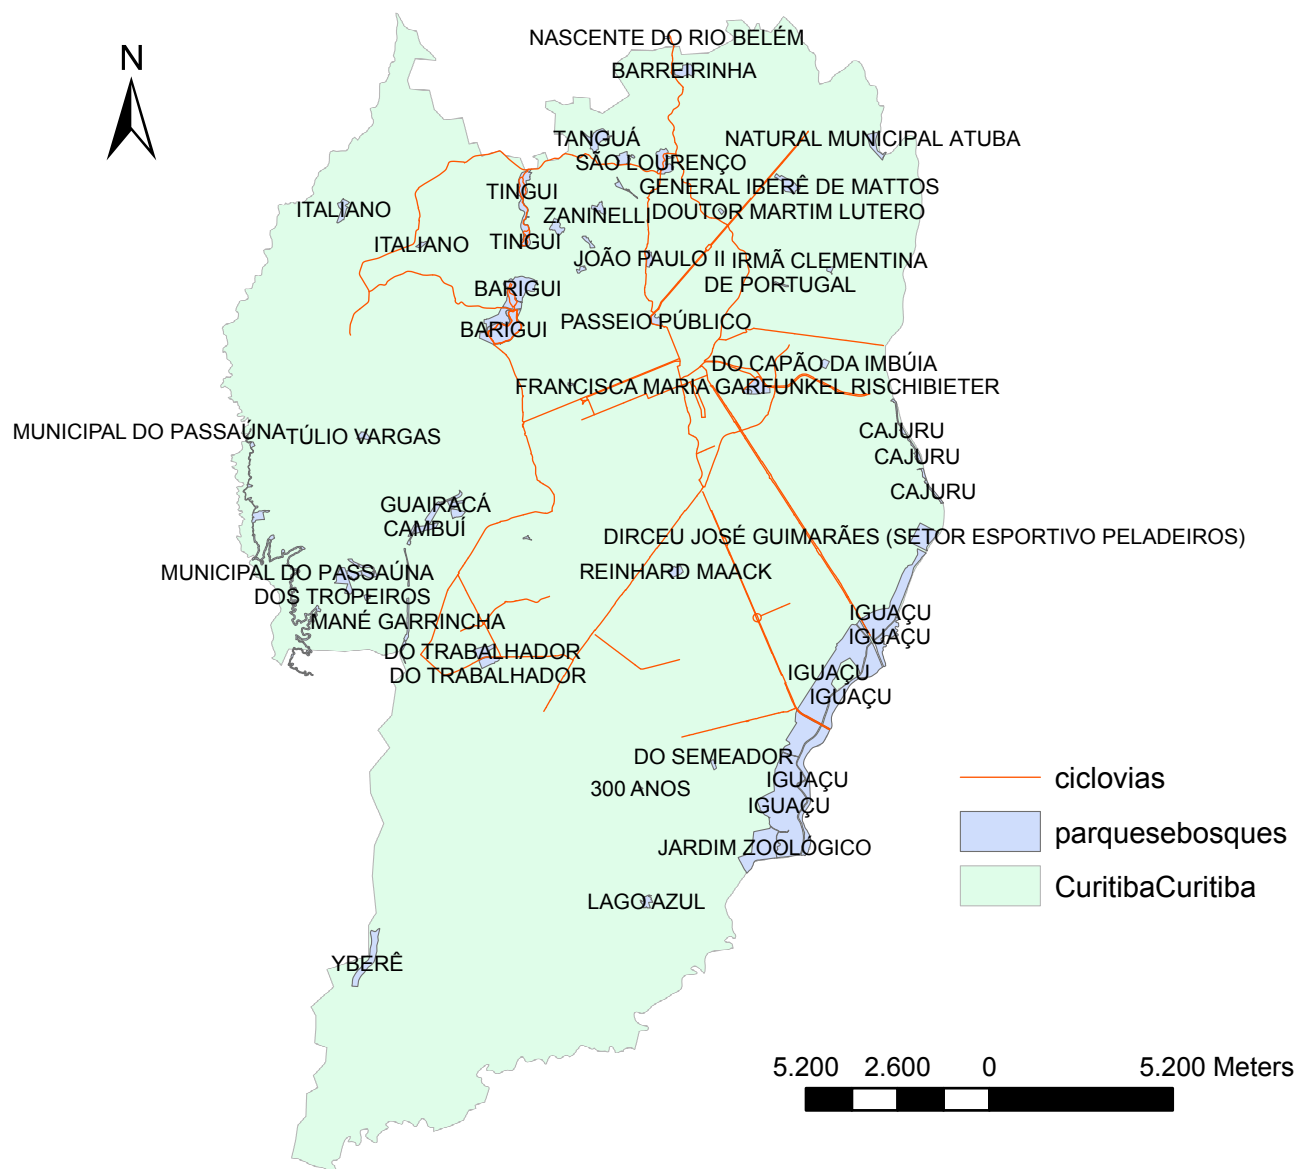 NASCENTE DO RIO BELÉM
N
BARREIRINHA
TANGUÁ
NATURAL MUNICIPAL ATUBA
SÃO LOURENÇO
GENERAL IBERÊ DE MATTOS
TINGUI
ITALIANO
ZANINELLI
DOUTOR MARTIM LUTERO
ITALIANO
TINGUI
JOÃO PAULO II
IRMÃ CLEMENTINA
DE PORTUGAL
BARIGUI
PASSEIO PÚBLICO
BARIGUI
DO CAPÃO DA IMBÚIA
FRANCISCA MARIA GARFUNKEL RISCHIBIETER
MUNICIPAL DO PASSAÚNA
TÚLIO VARGAS
CAJURU
CAJURU
CAJURU
GUAIRACÁ
CAMBUÍ
DIRCEU JOSÉ GUIMARÃES (SETOR ESPORTIVO PELADEIROS)
MUNICIPAL DO PASSAÚNA
REINHARD MAACK
DOS TROPEIROS
MANÉ GARRINCHA
IGUAÇU
IGUAÇU
DO TRABALHADOR
DO TRABALHADOR
IGUAÇU
IGUAÇU
DO SEMEADOR
IGUAÇU
300 ANOS
IGUAÇU
JARDIM ZOOLÓGICO
LAGO AZUL
YBERÊ
ciclovias
parquesebosques
CuritibaCuritiba
5.200 2.600 0 5.200 Meters